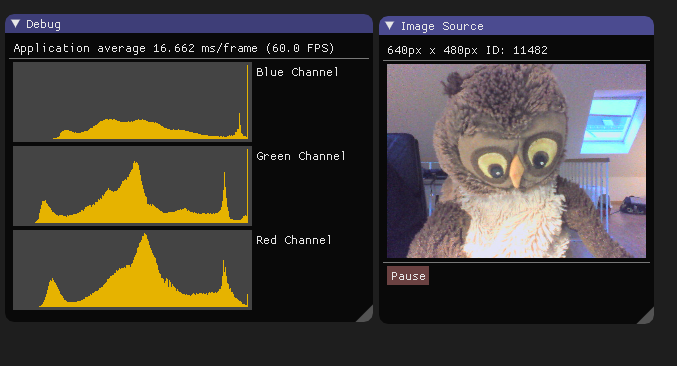 Debug
Application average 16.662 ms/frame (60.0 FPS)
Blue Channel
Green Channel
Red Channel
Image Source
640px x 480px ID: 11482
Pause